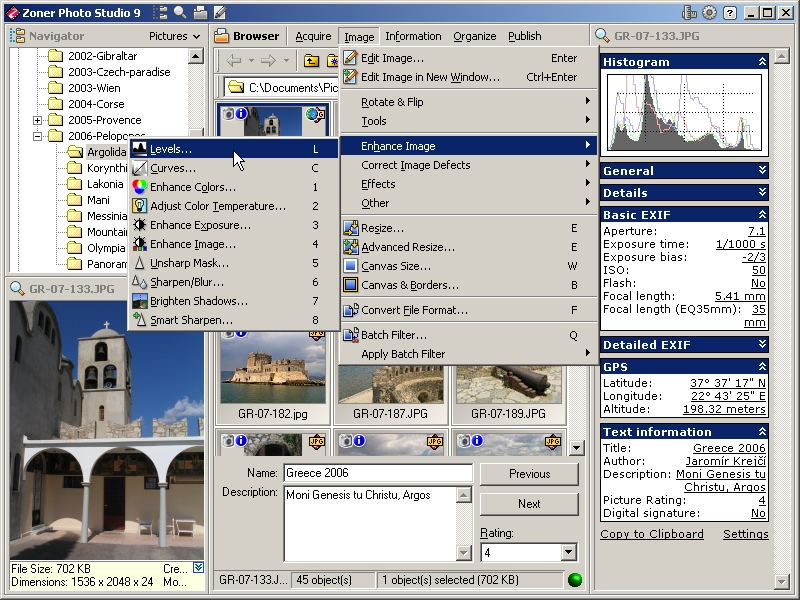 Zoner Photo Studio 9
Navigator
Pictures
Browser
Acquire
Image
Information
Organize
Publish
GR-07-133.JPG
2002-Gibraltar
2003-Czech-paradise
2003-Wien
2004-Corse
2005-Provence
2006-Pelopones
Argolida
Korynthi
Lakonia
Mani
Messinia
Mountai
Olympia
Panoram
C:\Documents\Pic
Edit Image... Enter
Edit Image in New Window... Ctrl+Enter
Rotate & Flip
Tools
Enhance Image
Correct Image Defects
Effects
Other
Resize... E
Advanced Resize... E
Canvas Size... W
Canvas & Borders... B
Convert File Format... F
Batch Filter... Q
Apply Batch Filter
Levels... L
Curves... C
Enhance Colors... 1
Adjust Color Temperature... 2
Enhance Exposure... 3
Enhance Image... 4
Unsharp Mask... 5
Sharpen/Blur... 6
Brighten Shadows... 7
Smart Sharpen... 8
GR-07-133.JPG
File Size: 702 KB
Cre...
Dimensions: 1536 x 2048 x 24
Mo...
GR-07-182.jpg
GR-07-187.JPG
GR-07-189.JPG
JPG
JPG
JPG
Name: Greece 2006
Description: Moni Genesis tu Christu, Argos
Previous
Next
Rating:
4
GR-07-133.J...
45 object(s)
1 object(s) selected (702 KB)
Histogram
General
Details
Basic EXIF
Aperture: 7.1
Exposure time: 1/1000 s
Exposure bias: -2/3
ISO: 50
Flash: No
Focal length: 5.41 mm
Focal length (EQ35mm): 35
mm
Detailed EXIF
GPS
Latitude: 37° 37' 17" N
Longitude: 22° 43' 25" E
Altitude: 198.32 meters
Text information
Title: Greece 2006
Author: Jaromír Krejčí
Description: Moni Genesis tu
Christu, Argos
Picture Rating: 4
Digital signature: No
Copy to Clipboard
Settings